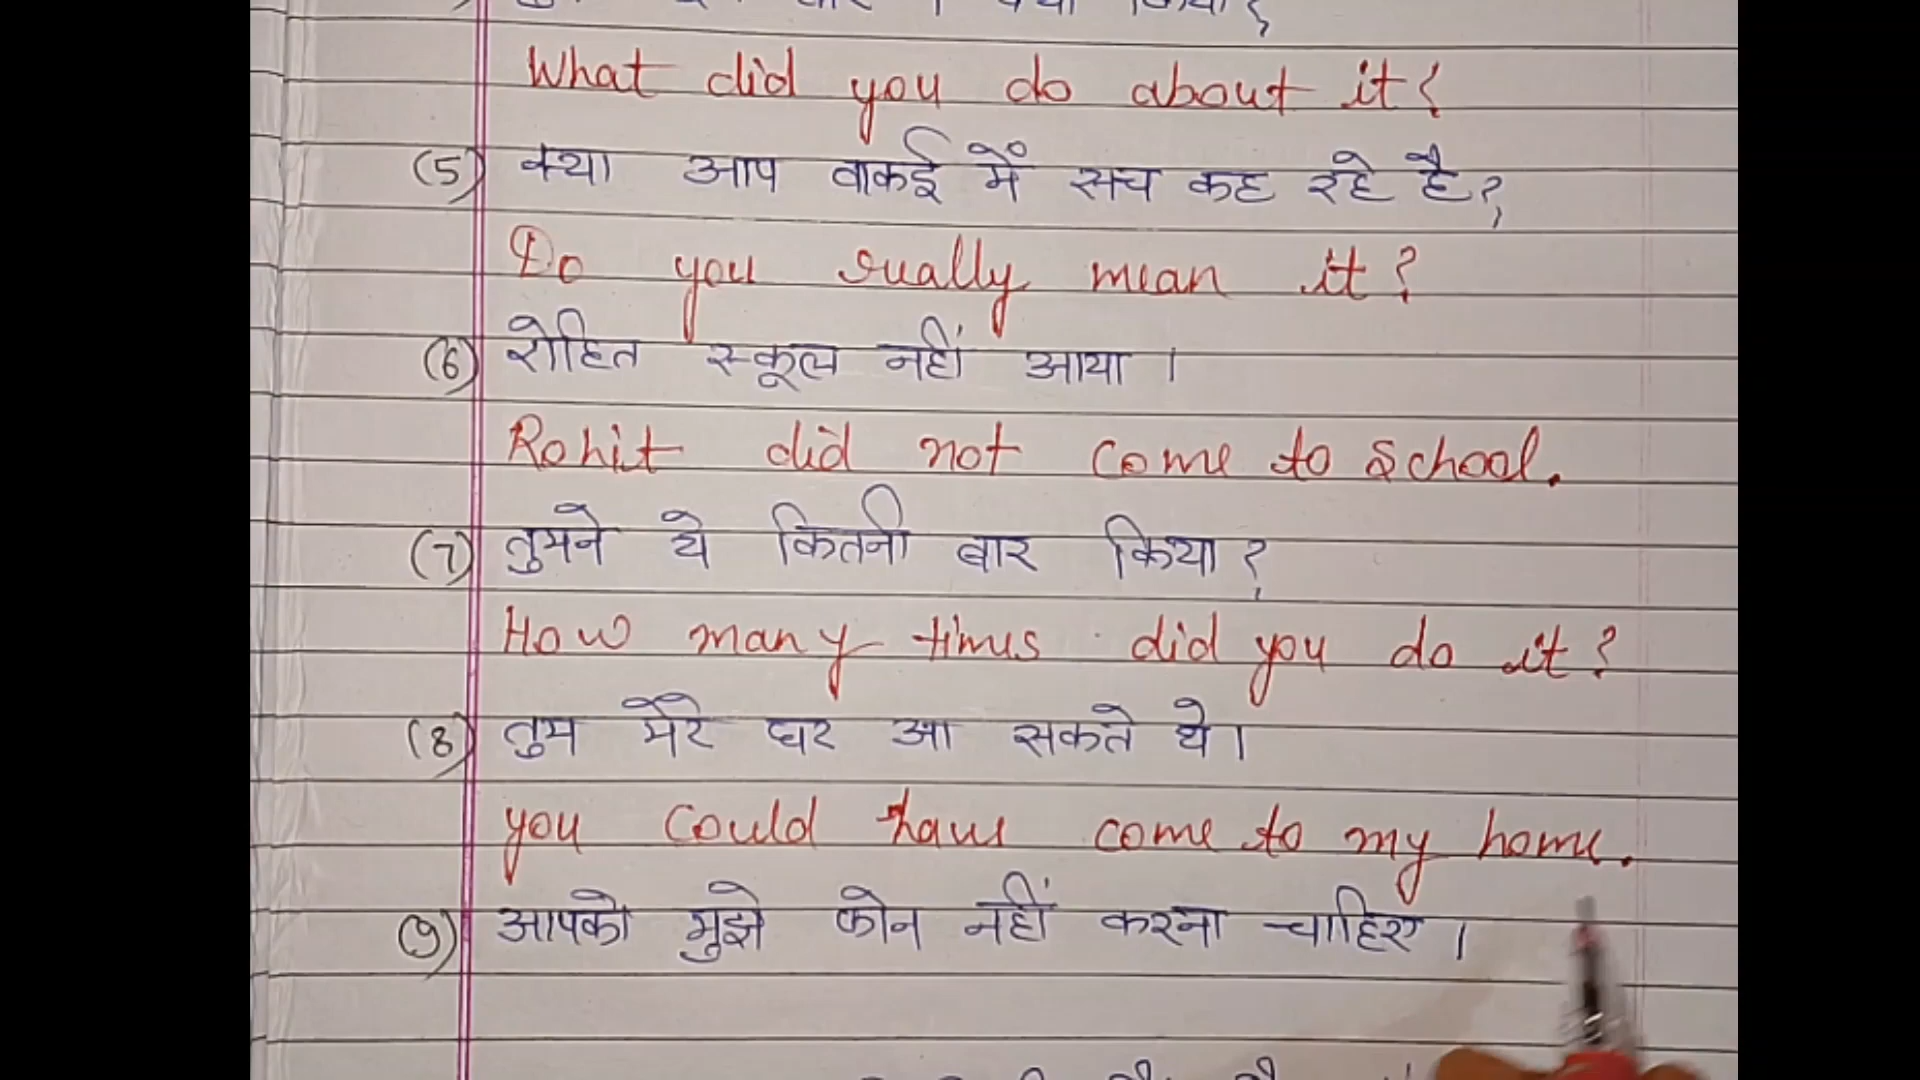 What did you do about it?
(5) क्या आप वाकई में सच कह रहे है?
Do you really mean it?
(6) रोहित स्कूल नहीं आया ।
Rohit did not come to school.
(7) तुमने ये कितनी बार किया?
How many times did you do it?
(8) तुम मेरे घर आ सकते थे ।
you could have come to my home.
(9) आपको मुझे फोन नहीं करना चाहिए ।